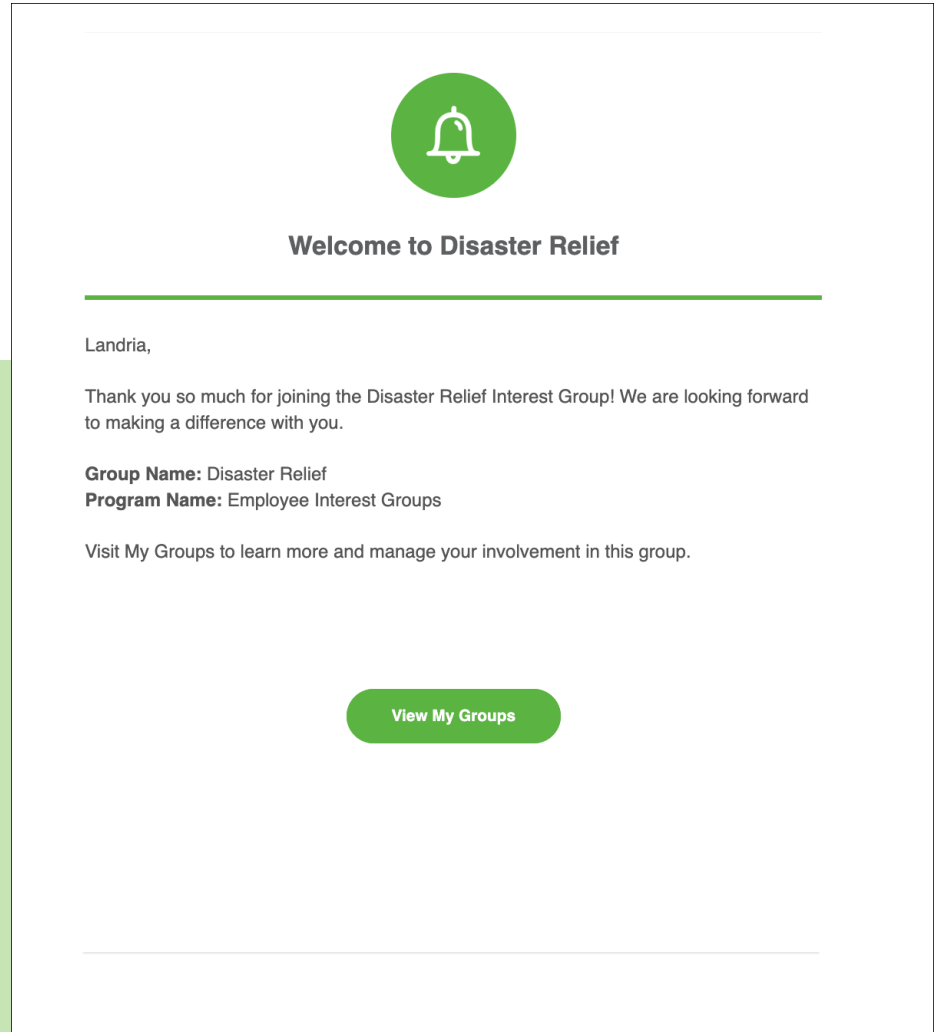 Welcome to Disaster Relief
Landria,
Thank you so much for joining the Disaster Relief Interest Group! We are looking forward
to making a difference with you.
Group Name: Disaster Relief
Program Name: Employee Interest Groups
Visit My Groups to learn more and manage your involvement in this group.
View My Groups